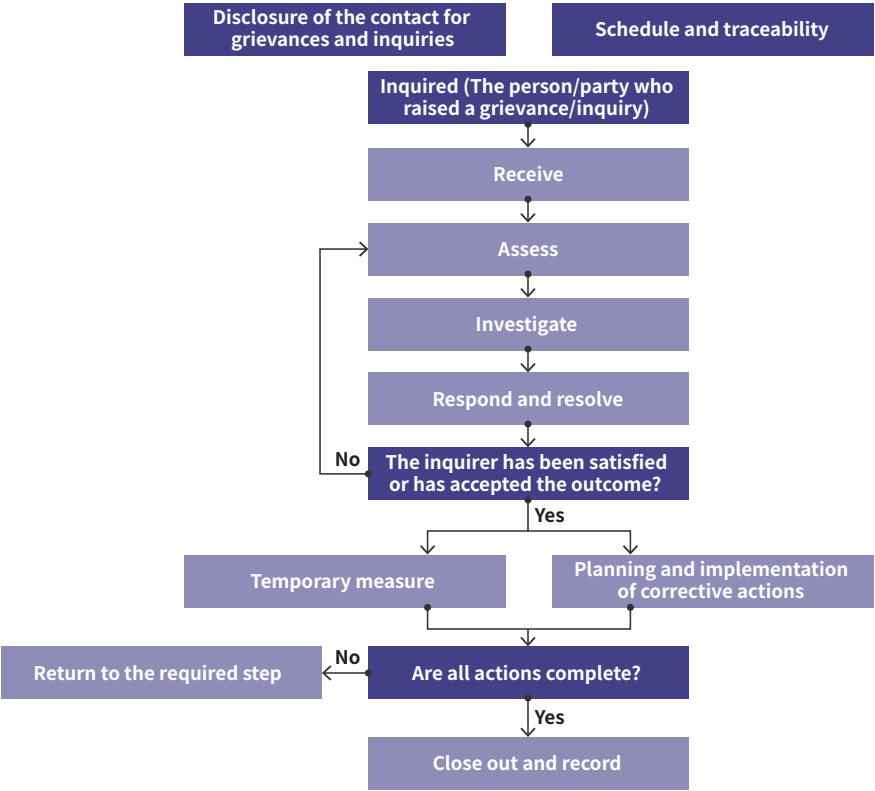 Disclosure of the contact for
grievances and inquiries
Schedule and traceability
Inquired (The person/party who
raised a grievance/inquiry)
Receive
Assess
Investigate
Respond and resolve
No
The inquirer has been satisfied
or has accepted the outcome?
Yes
Temporary measure
Planning and implementation
of corrective actions
Return to the required step
No
Are all actions complete?
Yes
Close out and record